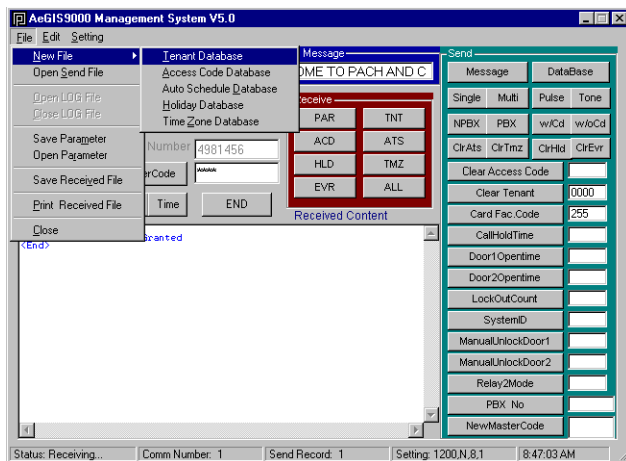 AeGIS9000 Management System V5.0
File Edit Setting
New File
Open Send File
Open LOG File
Close LOG File
Save Parameter
Open Parameter
Save Received File
Print Received File
Close
Tenant Database
Access Code Database
Auto Schedule Database
Holiday Database
Time Zone Database
Message
OME TO PACH AND C
Number 4981456
erCode ****
Time END
Receive
PAR TNT
ACD ATS
HLD TMZ
EVR ALL
Received Content
Granted
<End>
Send
Message DataBase
Single Multi Pulse Tone
NPBX PBX w/Cd w/oCd
ClrAts ClrTmz ClrHld ClrEvr
Clear Access Code
Clear Tenant 0000
Card Fac.Code 255
CallHoldTime
Door1Opentime
Door2Opentime
LockOutCount
SystemID
ManualUnlockDoor1
ManualUnlockDoor2
Relay2Mode
PBX No
NewMasterCode
Status: Receiving... Comm Number: 1 Send Record: 1 Setting: 1200,N,8,1 8:47:03 AM